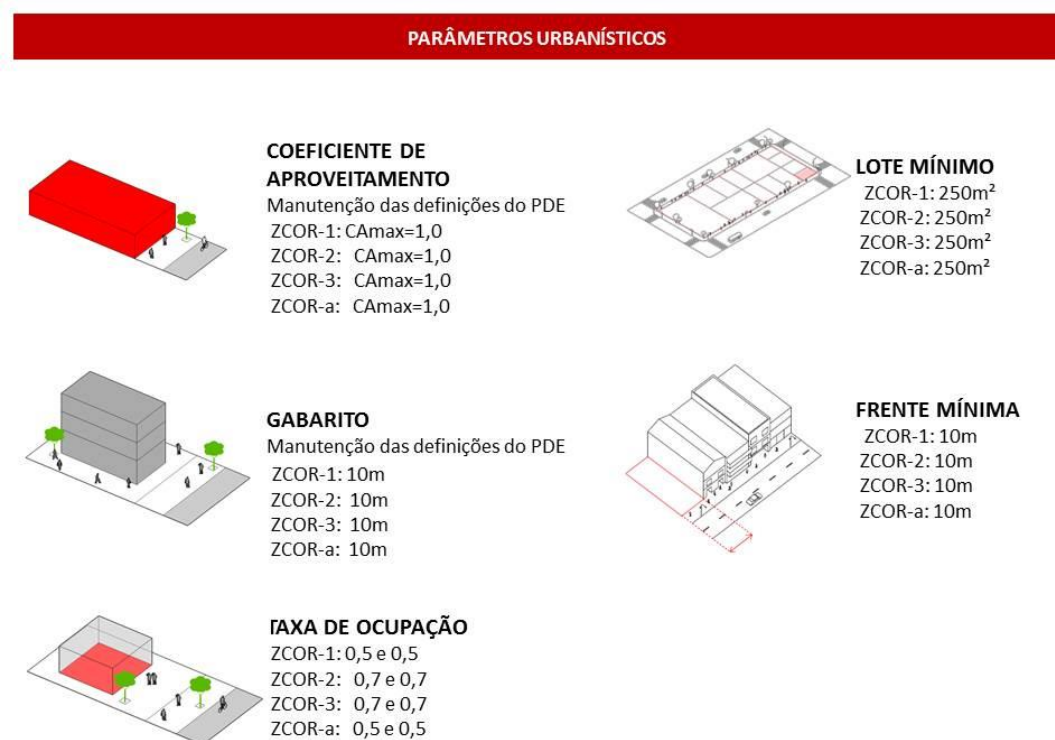 PARÂMETROS URBANÍSTICOS
COEFICIENTE DE
APROVEITAMENTO
Manutenção das definições do PDE
ZCOR-1: CAmax=1,0
ZCOR-2: CAmax=1,0
ZCOR-3: CAmax=1,0
ZCOR-a: CAmax=1,0
GABARITO
Manutenção das definições do PDE
ZCOR-1: 10m
ZCOR-2: 10m
ZCOR-3: 10m
ZCOR-a: 10m
TAXA DE OCUPAÇÃO
ZCOR-1: 0,5 e 0,5
ZCOR-2: 0,7 e 0,7
ZCOR-3: 0,7 e 0,7
ZCOR-a: 0,5 e 0,5
LOTE MÍNIMO
ZCOR-1: 250m²
ZCOR-2: 250m²
ZCOR-3: 250m²
ZCOR-a: 250m²
FRENTE MÍNIMA
ZCOR-1: 10m
ZCOR-2: 10m
ZCOR-3: 10m
ZCOR-a: 10m